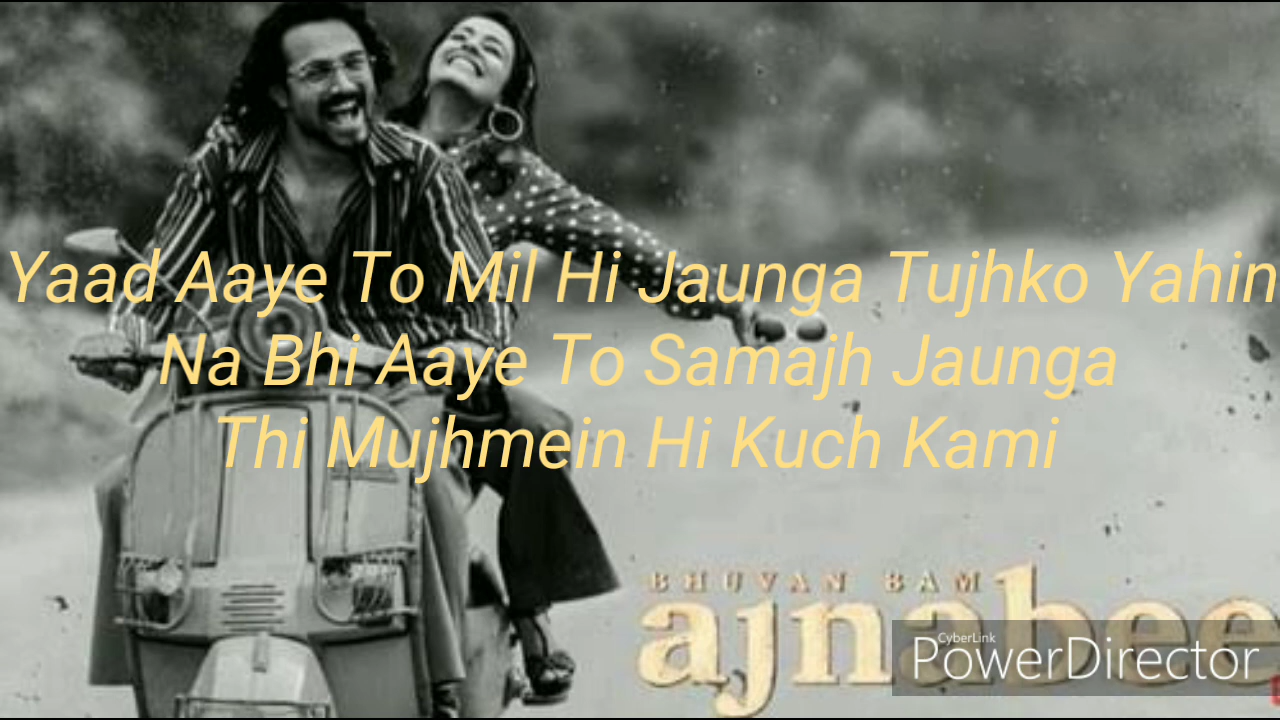 Yaad Aaye To Mil Hi Jaunga Tujhko Yahin
Na Bhi Aaye To Samajh Jaunga
Thi Mujhmein Hi Kuch Kami
BHUVAN BAM
ajnabee
CyberLink
PowerDirector